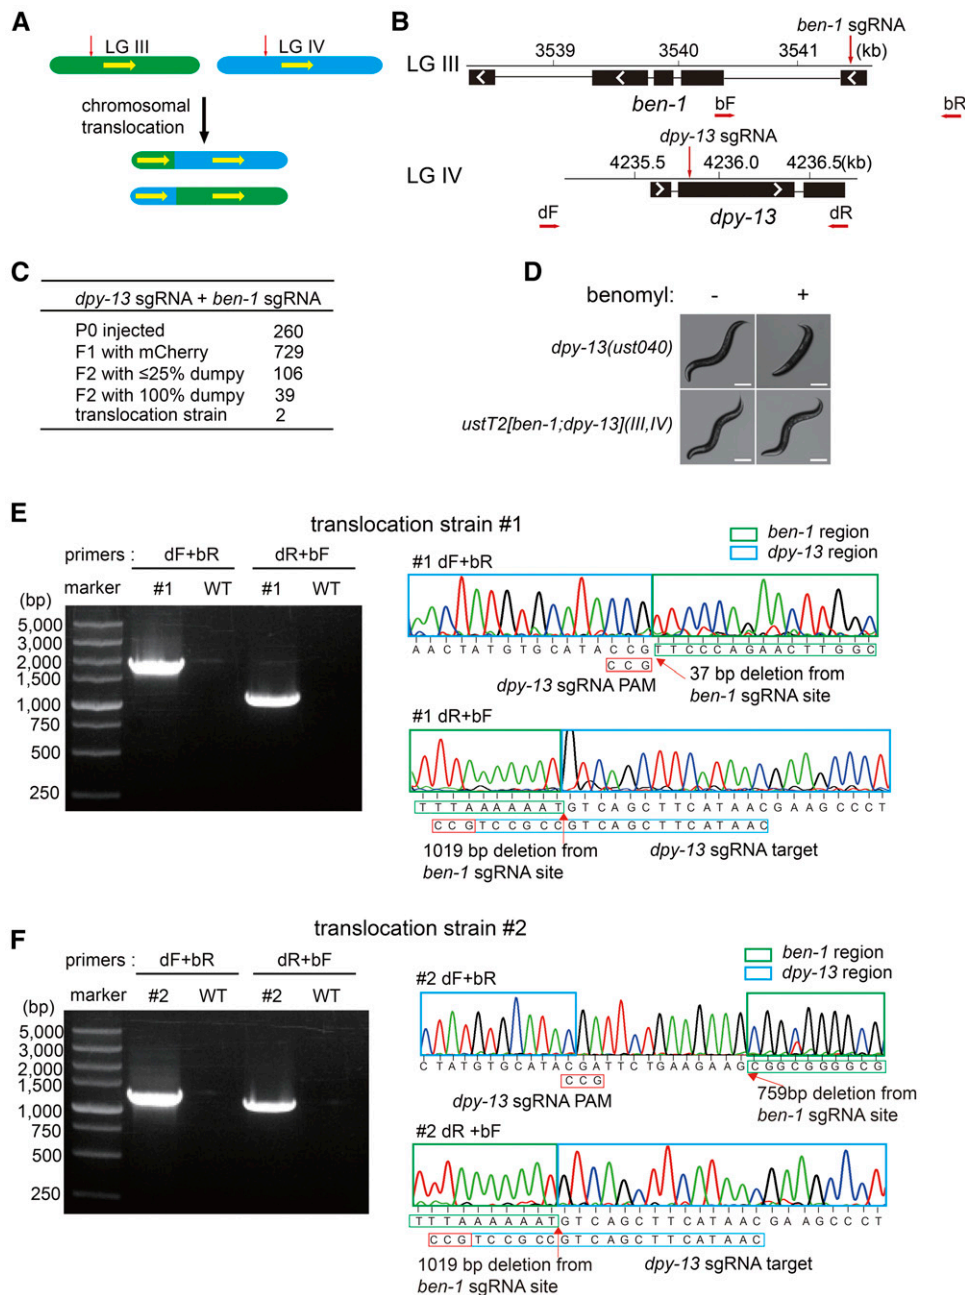 A
LG III
LG IV
chromosomal
translocation
B
ben-1 sgRNA
3539 3540 3541 (kb)
LG III
ben-1
bF
bR
dpy-13 sgRNA
4235.5 4236.0 4236.5(kb)
LG IV
dpy-13
dF
dR
C
dpy-13 sgRNA + ben-1 sgRNA
P0 injected 260
F1 with mCherry 729
F2 with ≤25% dumpy 106
F2 with 100% dumpy 39
translocation strain 2
D
benomyl: - +
dpy-13(ust040)
ustT2[ben-1;dpy-13](III,IV)
E
translocation strain #1
primers : dF+bR dR+bF
marker #1 WT #1 WT
(bp)
5,000
3,000
2,000
1,500
1,000
750
500
250
ben-1 region
dpy-13 region
#1 dF+bR
AACTATGTGCATACCGTTCCCAGAACTTGGC
CCG
dpy-13 sgRNA PAM
37 bp deletion from
ben-1 sgRNA site
#1 dR+bF
TTTAAAAAATGTCAGCTTCATAACGAAGCCCT
CCGTCCGCCGTCAGCTTCATAAC
1019 bp deletion from
ben-1 sgRNA site
dpy-13 sgRNA target
F
translocation strain #2
primers : dF+bR dR+bF
marker #2 WT #2 WT
(bp)
5,000
3,000
2,000
1,500
1,000
750
500
250
ben-1 region
dpy-13 region
#2 dF+bR
CTATGTGCATACGATTCTGAAGAAGCGGCGGGGCG
CCG
dpy-13 sgRNA PAM
759bp deletion from
ben-1 sgRNA site
#2 dR +bF
TTTAAAAAATGTCAGCTTCATAACGAAGCCCT
CCGTCCGCCGTCAGCTTCATAAC
1019 bp deletion from
ben-1 sgRNA site
dpy-13 sgRNA target